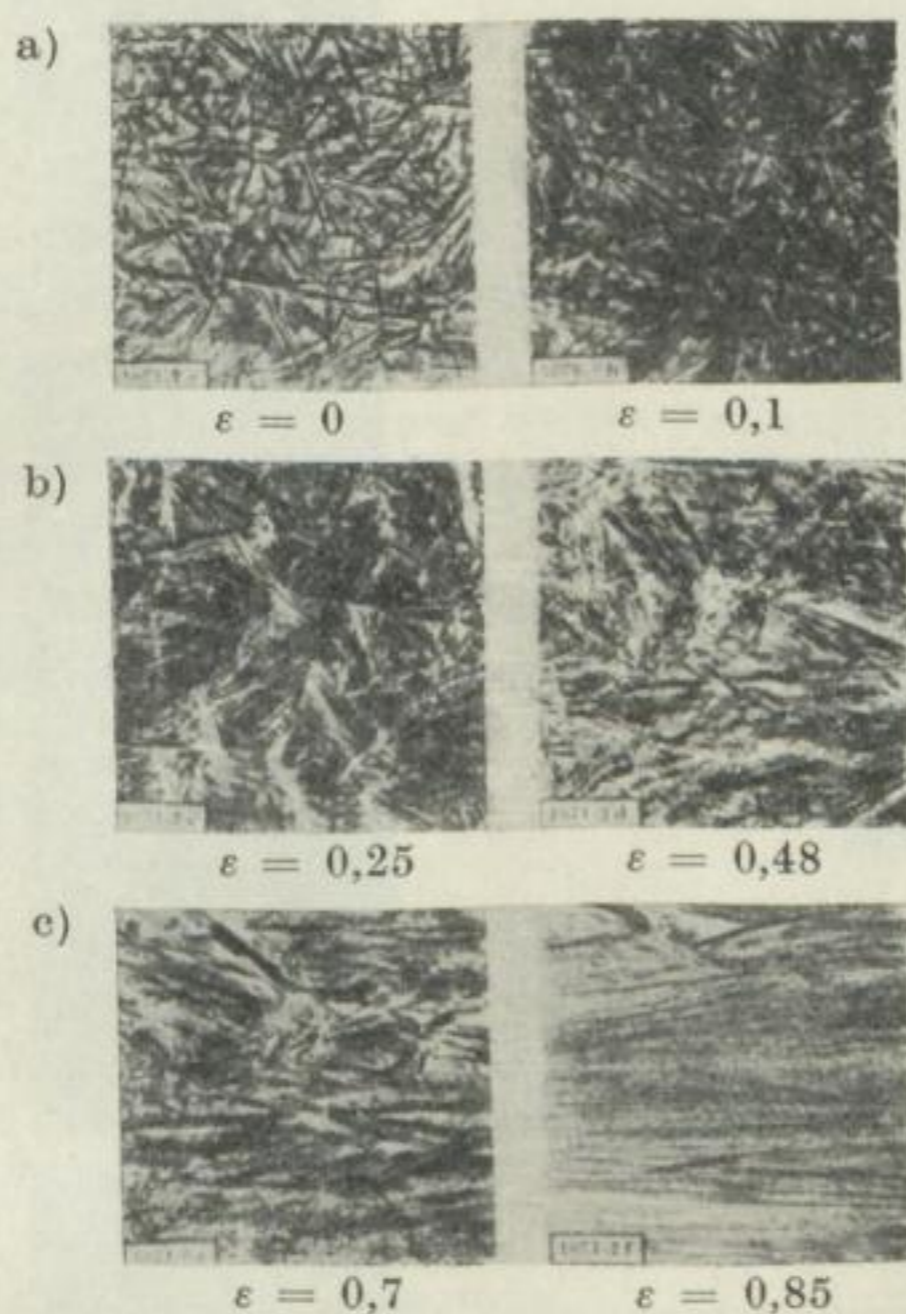 a)
ε = 0
ε = 0,1
b)
ε = 0,25
ε = 0,48
c)
ε = 0,7
ε = 0,85